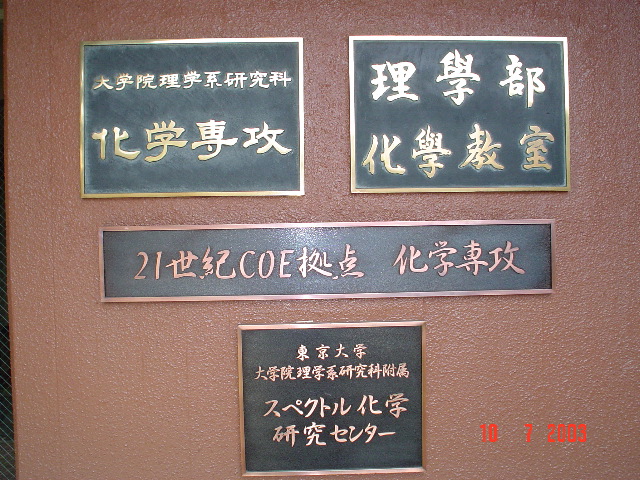 大学院理学系研究科
化学専攻
理學部
化學教室
21世紀COE拠点 化学専攻
東京大学
大学院理学系研究科附属
スペクトル化学
研究センター
10 7 2003